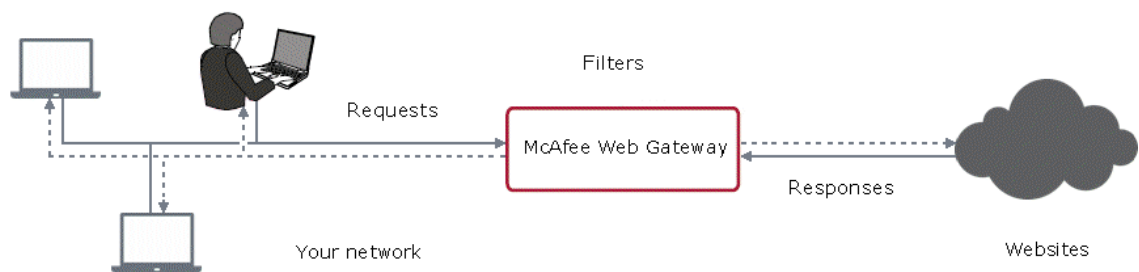 Filters
Requests
McAfee Web Gateway
Responses
Your network
Websites